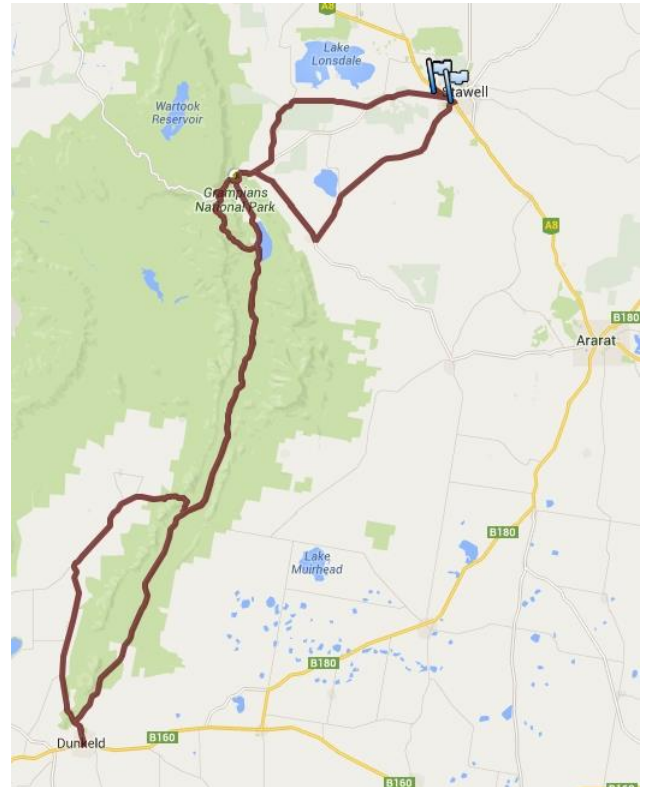 A8
Lake
Lonsdale
Stawell
Wartook
Reservoir
Grampians
National Park
A8
B180
Ararat
B180
Lake
Muirhead
B180
B160
Dunkeld
B160